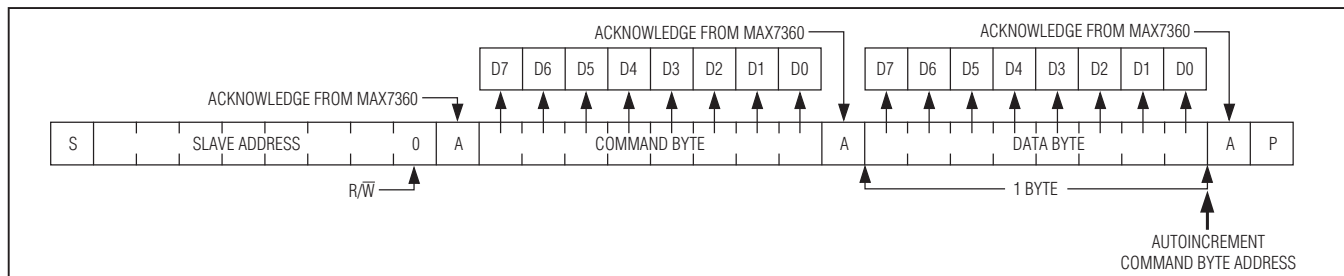 ACKNOWLEDGE FROM MAX7360 ACKNOWLEDGE FROM MAX7360
D7 D6 D5 D4 D3 D2 D1 D0 D7 D6 D5 D4 D3 D2 D1 D0
ACKNOWLEDGE FROM MAX7360
S SLAVE ADDRESS 0 A COMMAND BYTE A DATA BYTE A P
R/W̅ 1 BYTE
AUTOINCREMENT
COMMAND BYTE ADDRESS